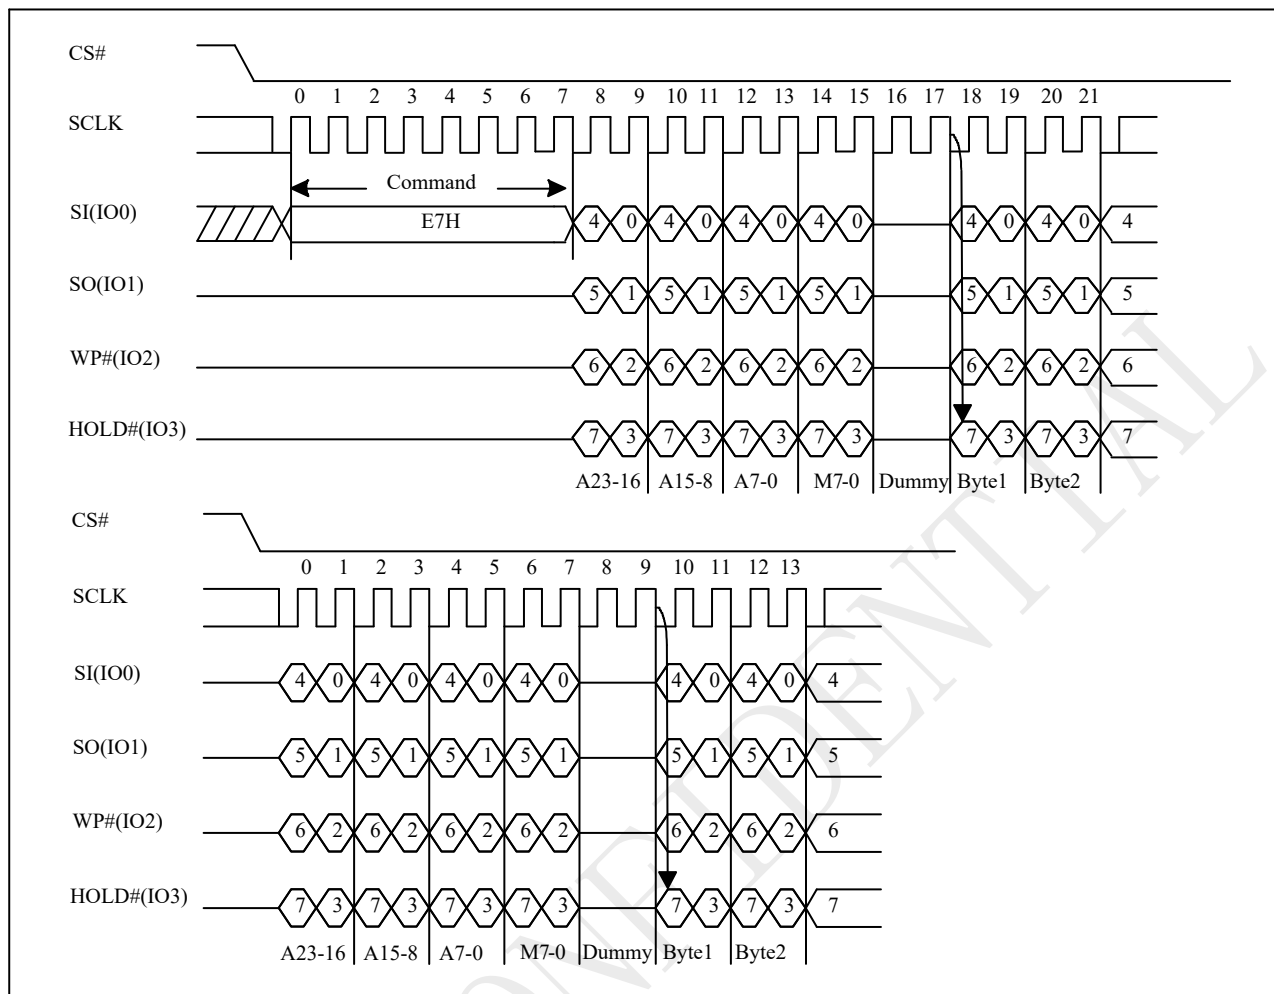 CS#
0 1 2 3 4 5 6 7 8 9 10 11 12 13 14 15 16 17 18 19 20 21
SCLK
Command
SI(IO0) E7H 4 0 4 0 4 0 4 0 4 0 4 0 4
SO(IO1) 5 1 5 1 5 1 5 1 5 1 5 1 5
WP#(IO2) 6 2 6 2 6 2 6 2 6 2 6 2 6
HOLD#(IO3) 7 3 7 3 7 3 7 3 7 3 7 3 7
A23-16 A15-8 A7-0 M7-0 Dummy Byte1 Byte2
CS#
0 1 2 3 4 5 6 7 8 9 10 11 12 13
SCLK
SI(IO0) 4 0 4 0 4 0 4 0 4 0 4 0 4
SO(IO1) 5 1 5 1 5 1 5 1 5 1 5 1 5
WP#(IO2) 6 2 6 2 6 2 6 2 6 2 6 2 6
HOLD#(IO3) 7 3 7 3 7 3 7 3 7 3 7 3 7
A23-16 A15-8 A7-0 M7-0 Dummy Byte1 Byte2